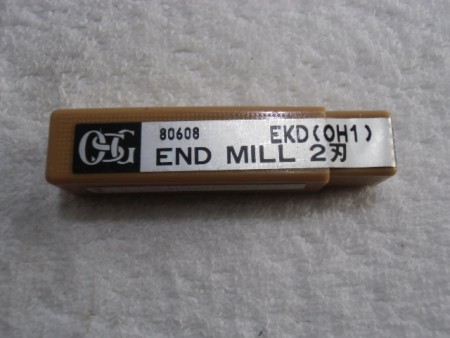 OSG
80608 EKD(OH1)
END MILL 2刃